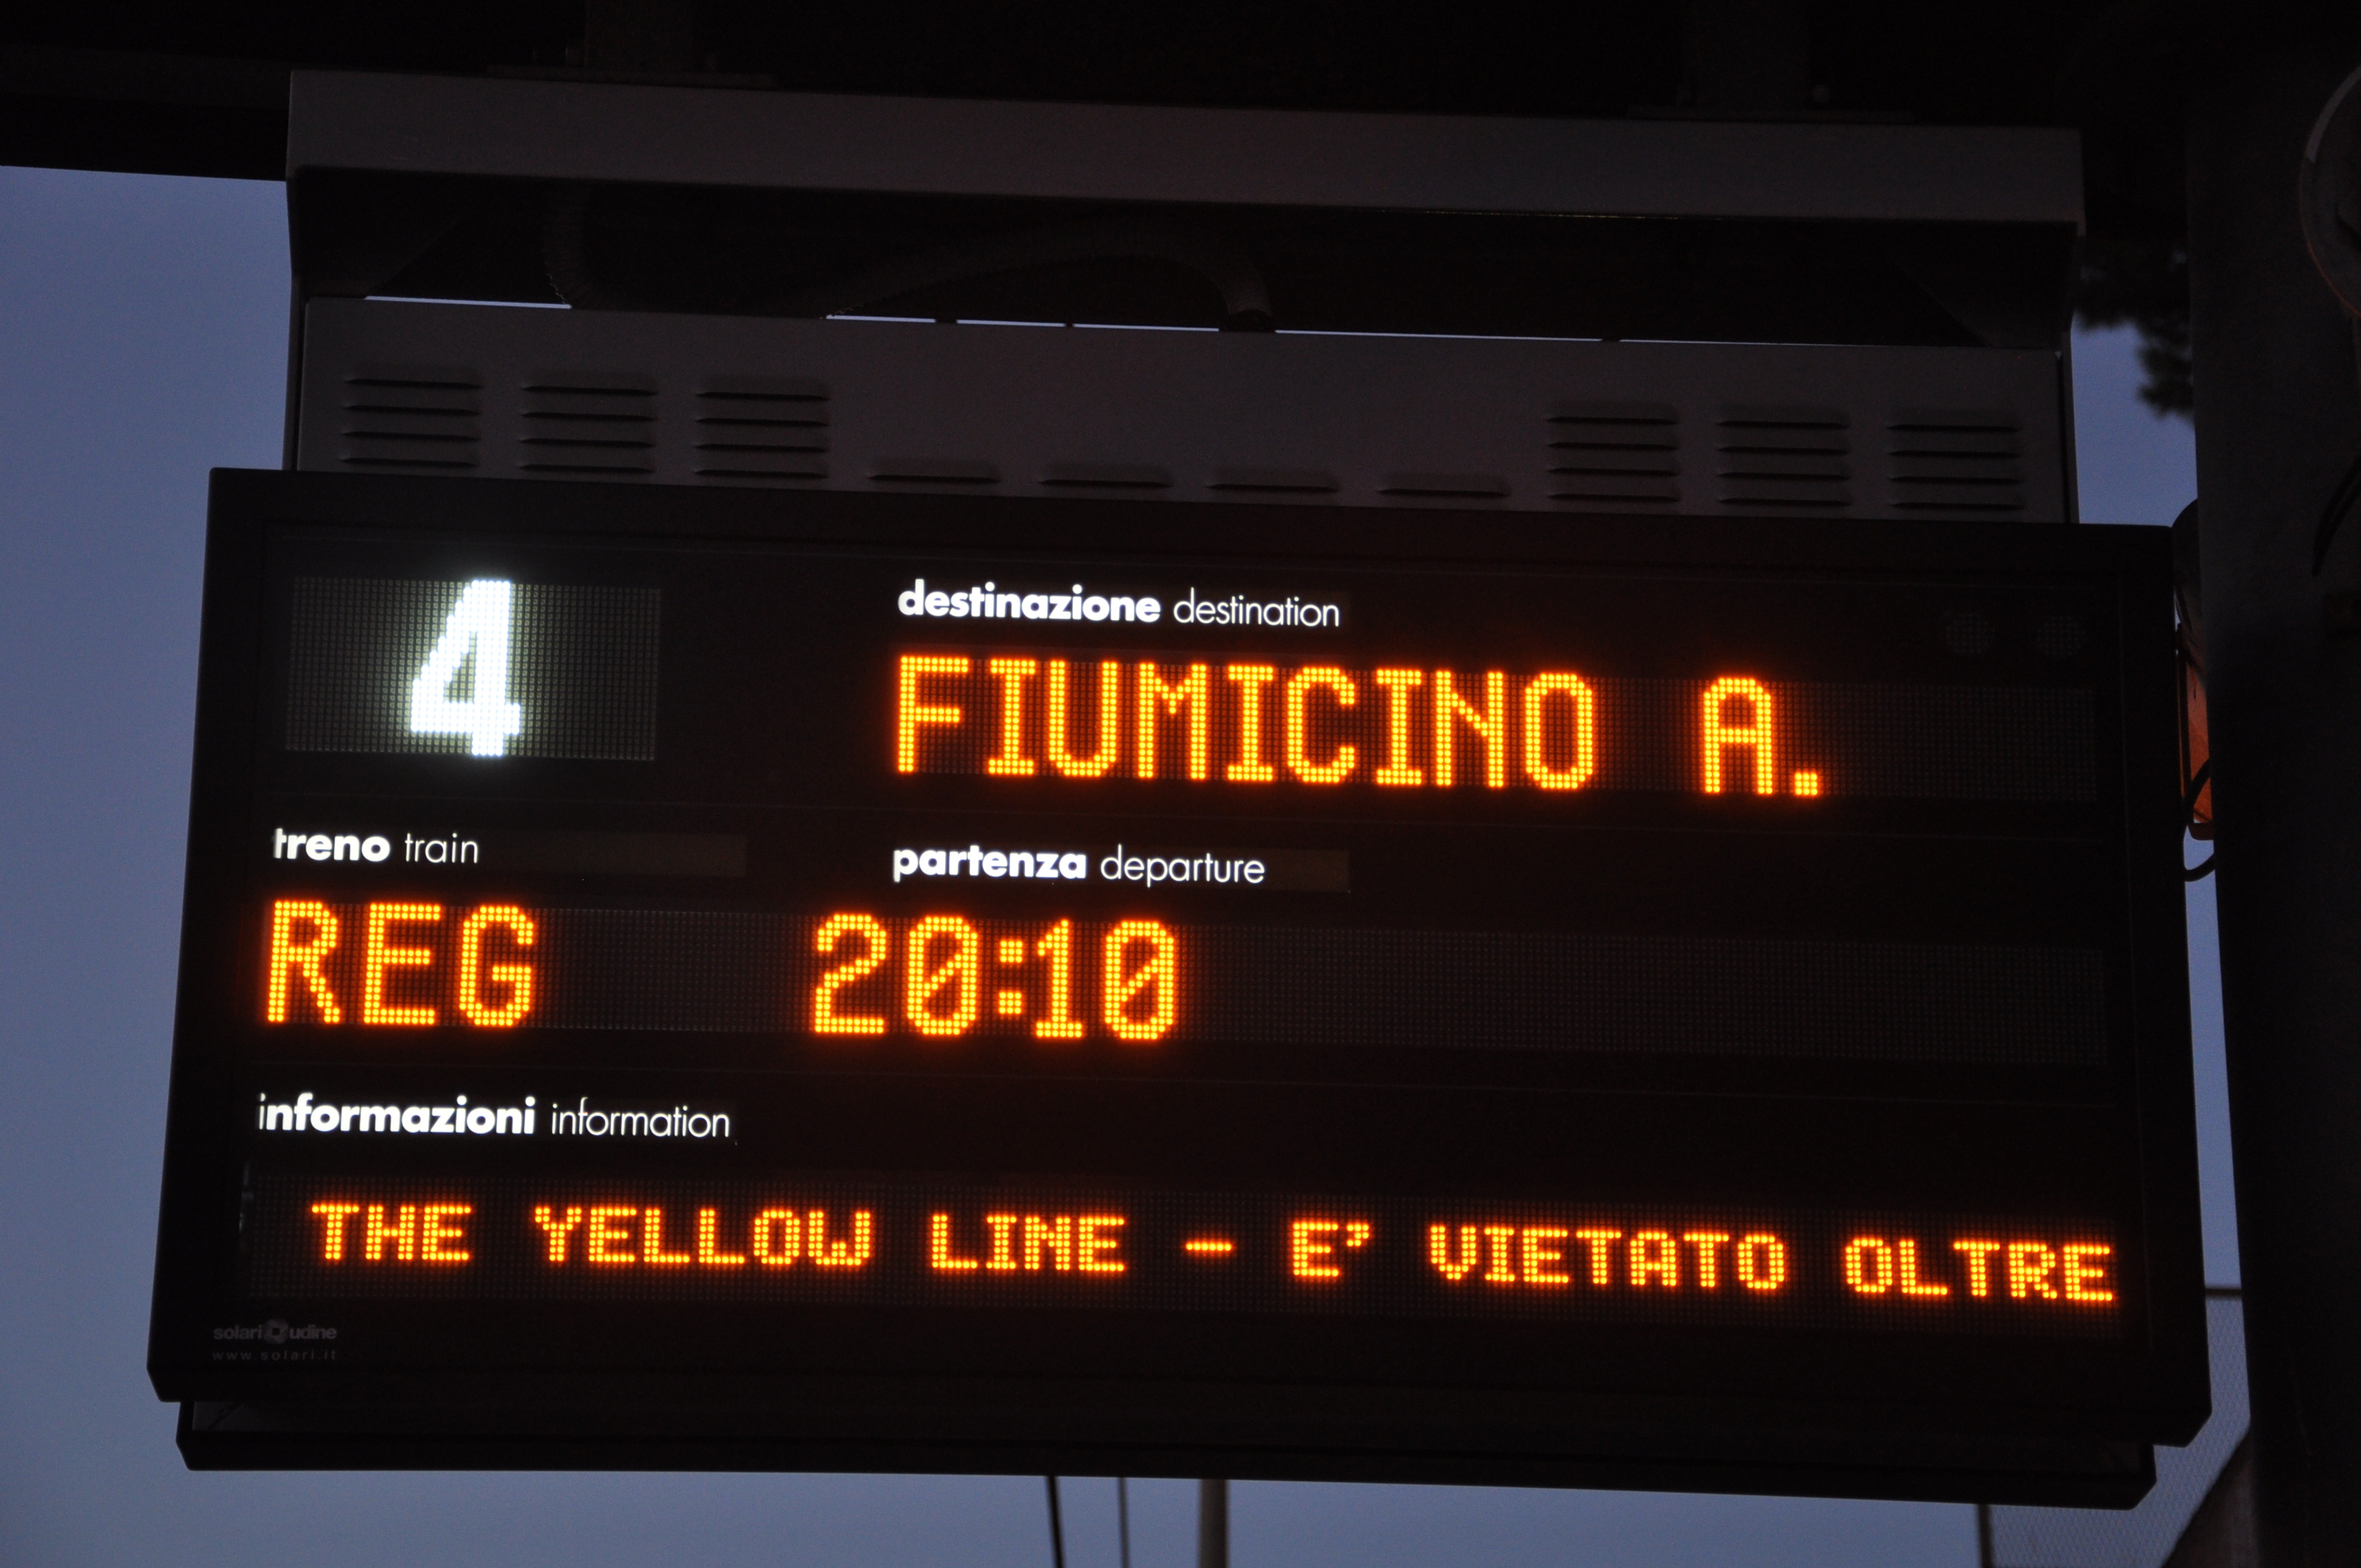 4
destinazione destination
FIUMICINO A.
treno train
partenza departure
REG 20:10
informazioni information
THE YELLOW LINE - E' VIETATO OLTRE
solari udine
www.solari.it